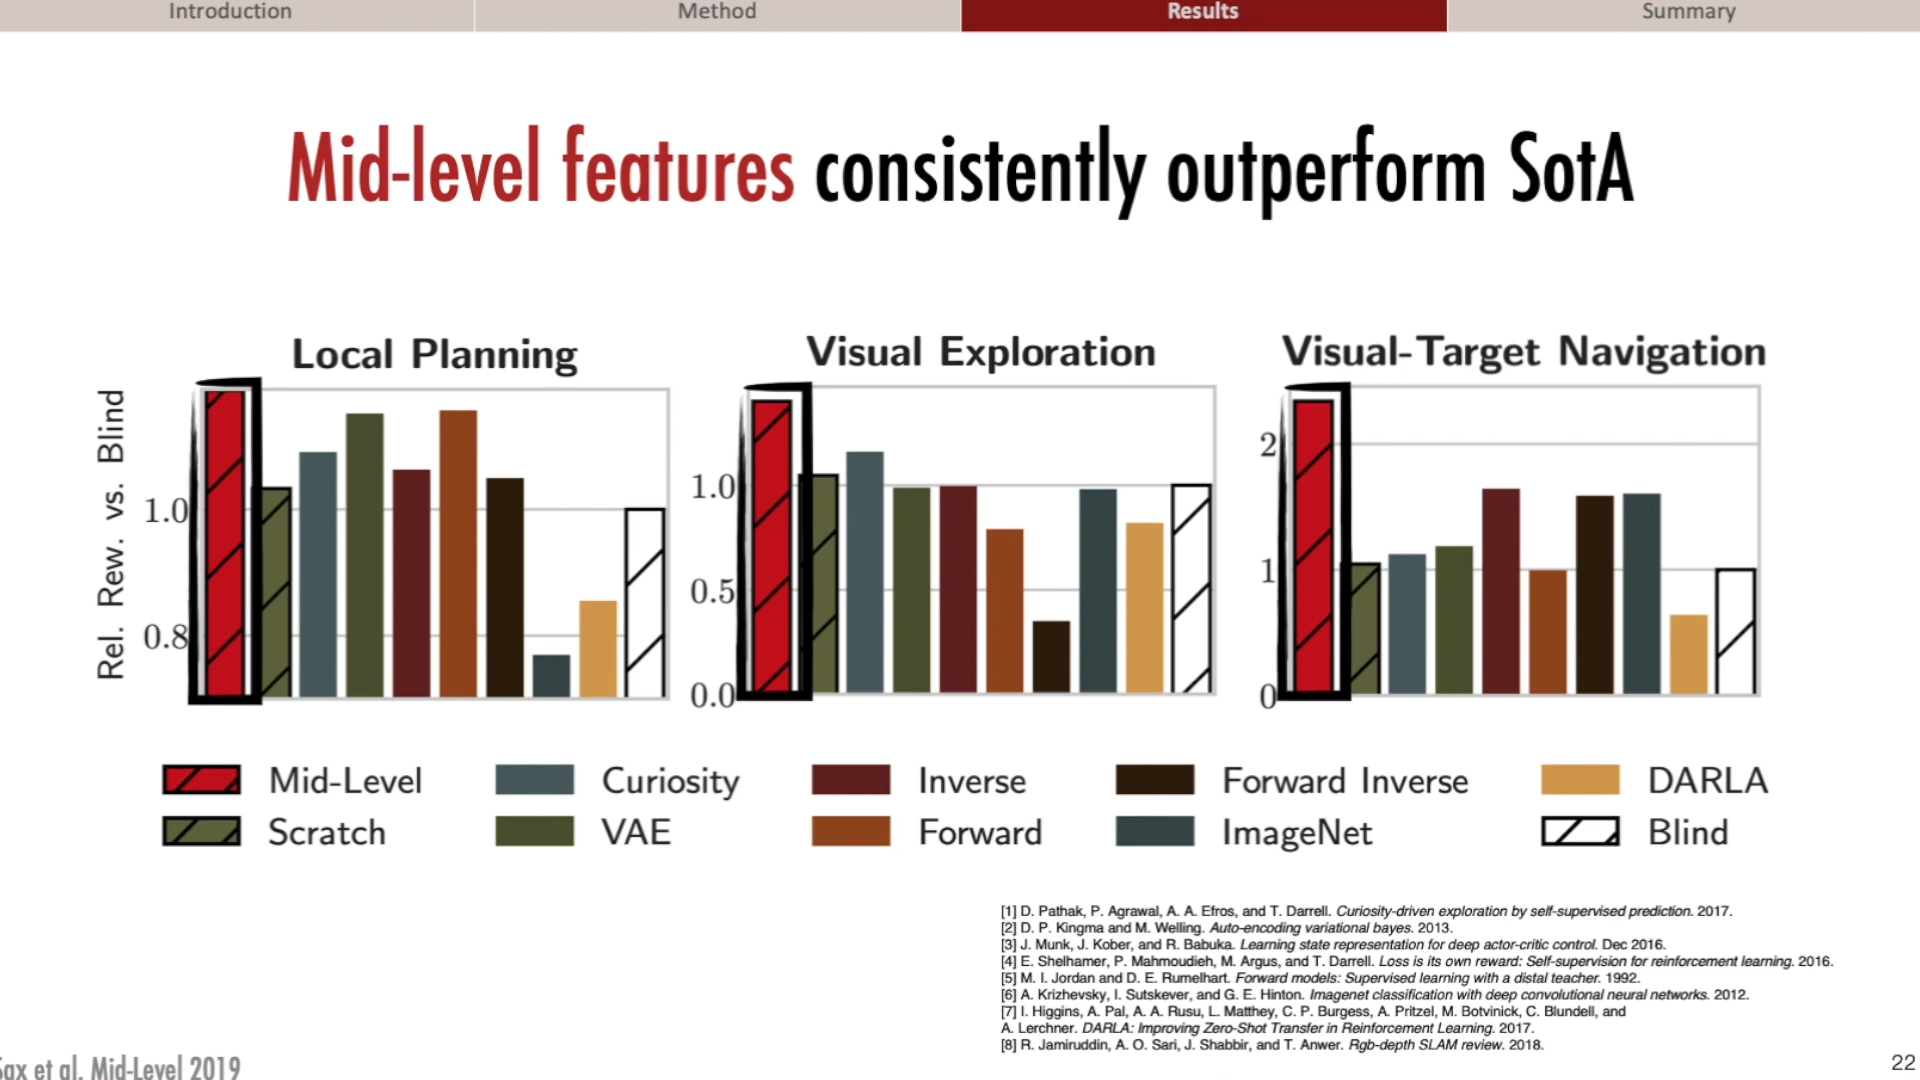 Introduction
Method
Results
Summary
Mid-level features consistently outperform SotA
Local Planning
Visual Exploration
Visual-Target Navigation
Rel. Rew. vs. Blind
1.0
0.8
1.0
0.5
0.0
2
1
0
Mid-Level
Curiosity
Inverse
Forward Inverse
DARLA
Scratch
VAE
Forward
ImageNet
Blind
[1] D. Pathak, P. Agrawal, A. A. Efros, and T. Darrell. Curiosity-driven exploration by self-supervised prediction. 2017.
[2] D. P. Kingma and M. Welling. Auto-encoding variational bayes. 2013.
[3] J. Munk, J. Kober, and R. Babuka. Learning state representation for deep actor-critic control. Dec 2016.
[4] E. Shelhamer, P. Mahmoudieh, M. Argus, and T. Darrell. Loss is its own reward: Self-supervision for reinforcement learning. 2016.
[5] M. I. Jordan and D. E. Rumelhart. Forward models: Supervised learning with a distal teacher. 1992.
[6] A. Krizhevsky, I. Sutskever, and G. E. Hinton. Imagenet classification with deep convolutional neural networks. 2012.
[7] I. Higgins, A. Pal, A. A. Rusu, L. Matthey, C. P. Burgess, A. Pritzel, M. Botvinick, C. Blundell, and
A. Lerchner. DARLA: Improving Zero-Shot Transfer in Reinforcement Learning. 2017.
[8] R. Jamiruddin, A. O. Sari, J. Shabbir, and T. Anwer. Rgb-depth SLAM review. 2018.
Sax et al. Mid-Level 2019
22